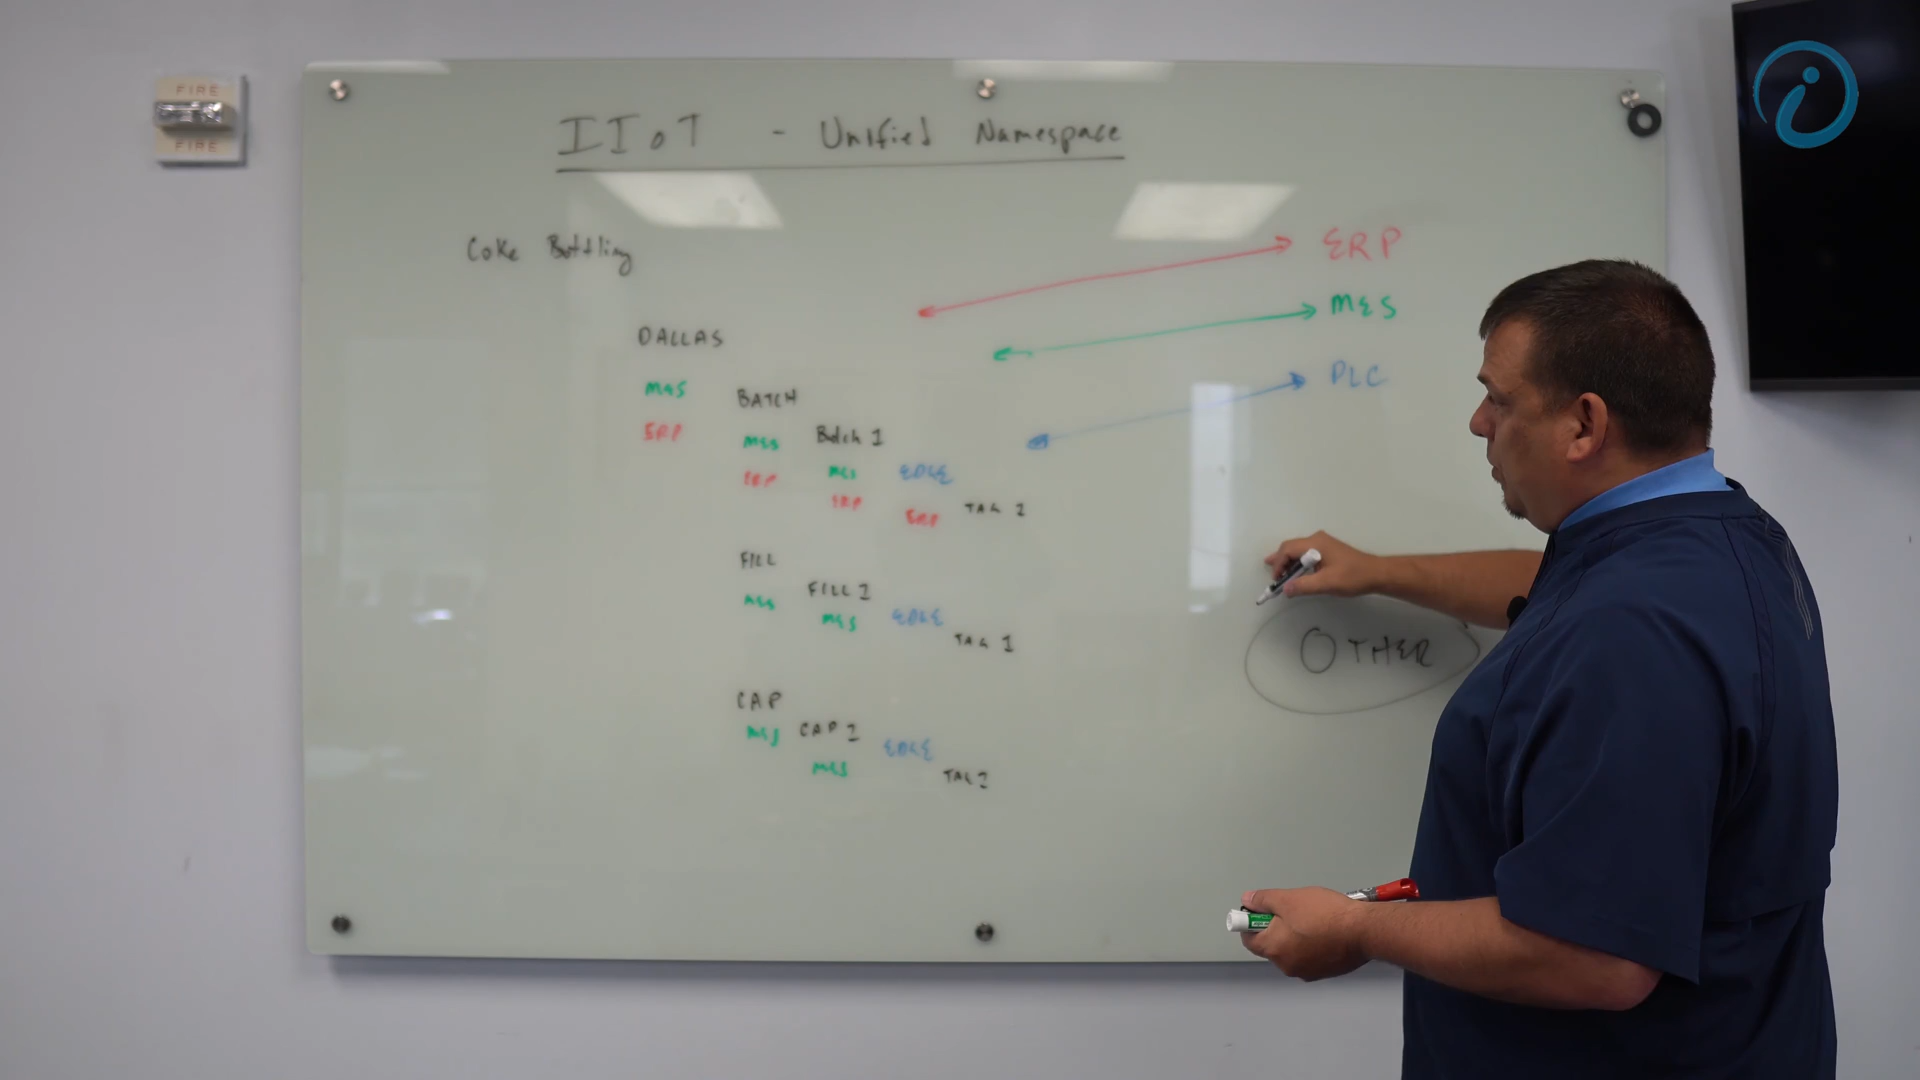 FIRE
FIRE
IIoT - Unified Namespace
Coke Bottling
ERP
MES
PLC
DALLAS
MES
ERP
BATCH
MES
ERP
Batch 1
MES
ERP
EDGE
ERP
TAG 1
FILL
MES
FILL 1
MES
EDGE
TAG 1
CAP
MES
CAP 1
MES
EDGE
TAG 1
OTHER